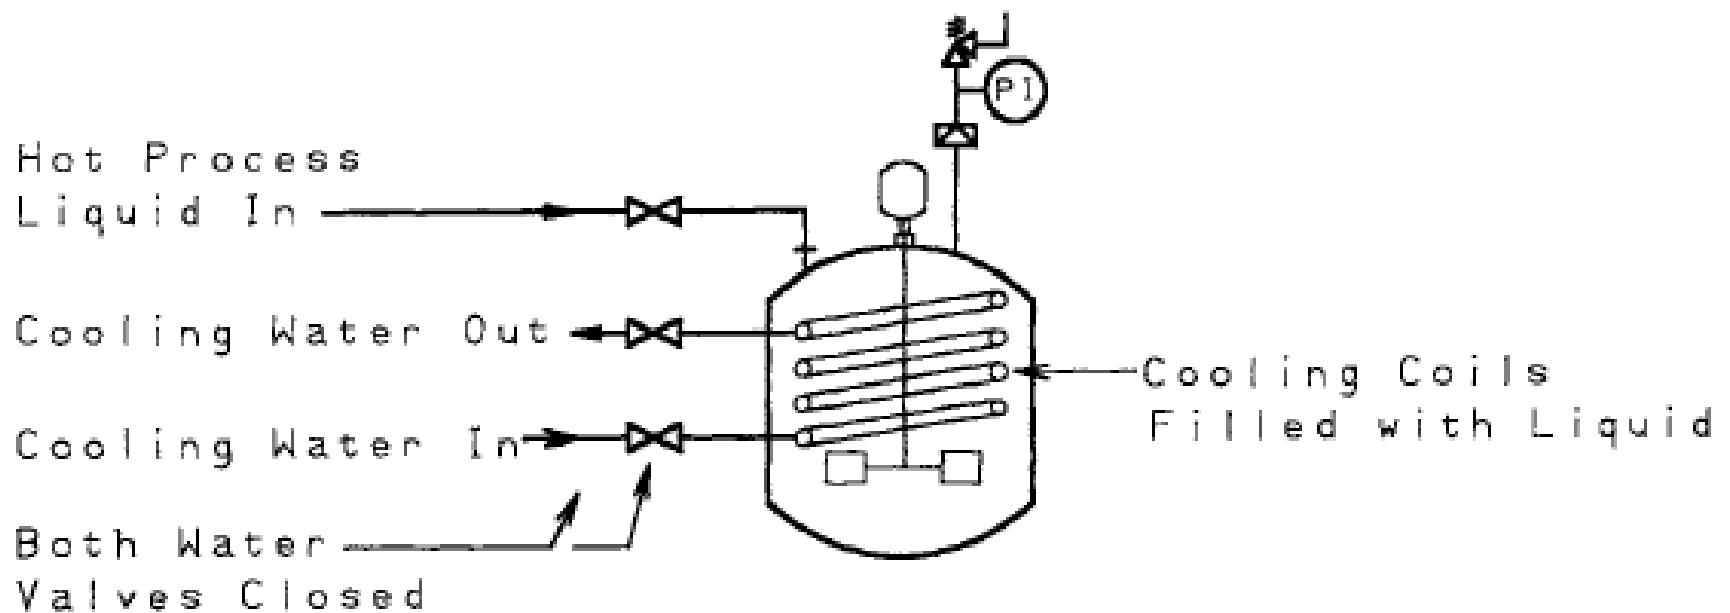 PI
Hot Process
Liquid In
Cooling Water Out
Cooling Coils
Filled with Liquid
Cooling Water In
Both Water
Valves Closed